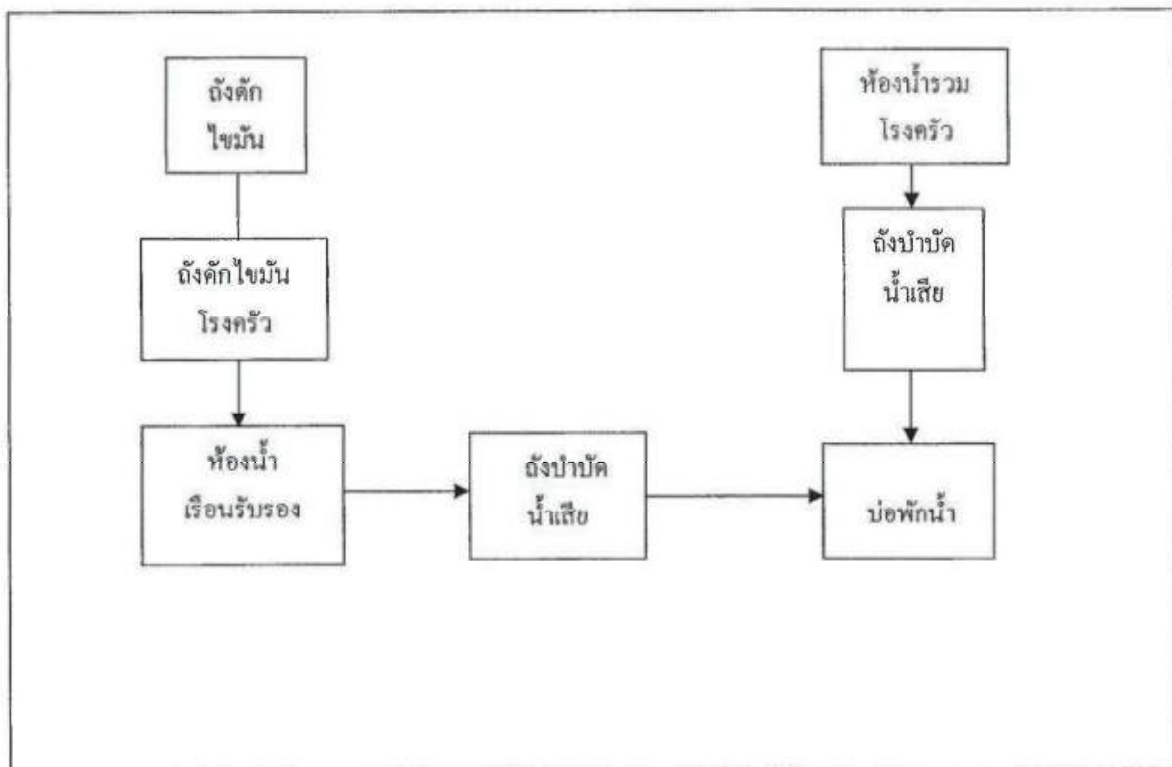 ถังดัก
ไขมัน
ห้องน้ำรวม
โรงครัว
ถังดักไขมัน
โรงครัว
ถังบำบัด
น้ำเสีย
ห้องน้ำ
เรือนรับรอง
ถังบำบัด
น้ำเสีย
บ่อพักน้ำ